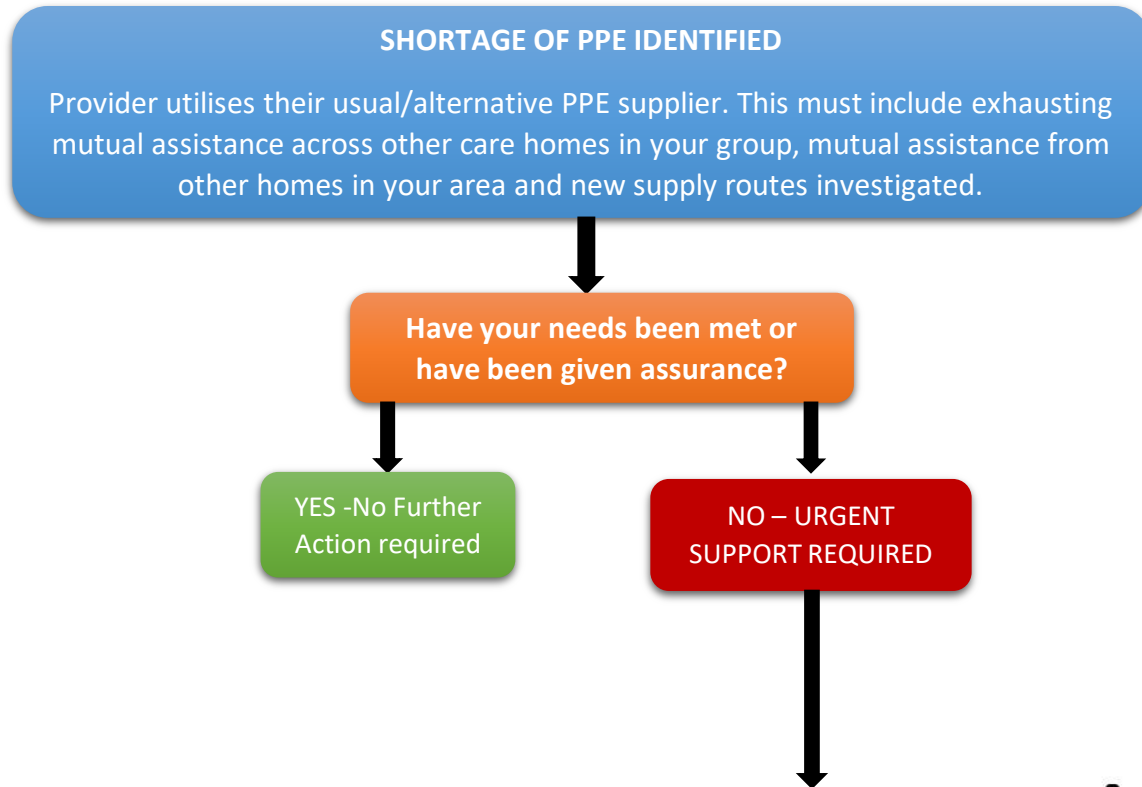 SHORTAGE OF PPE IDENTIFIED
Provider utilises their usual/alternative PPE supplier. This must include exhausting
mutual assistance across other care homes in your group, mutual assistance from
other homes in your area and new supply routes investigated.
Have your needs been met or
have been given assurance?
YES -No Further
Action required
NO – URGENT
SUPPORT REQUIRED